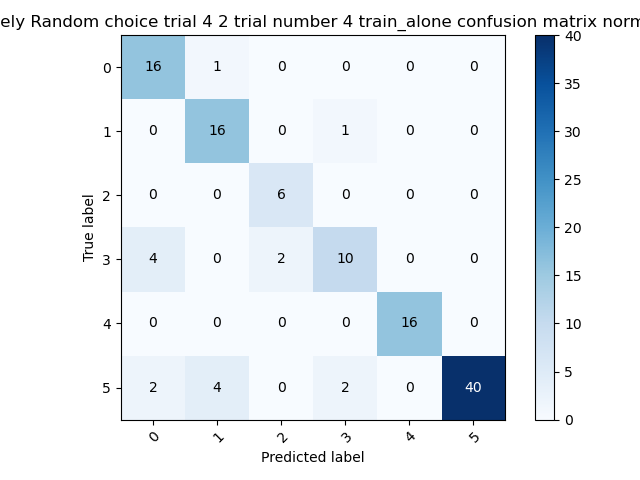 ely Random choice trial 4 2 trial number 4 train_alone confusion matrix norm
0 16 1 0 0 0 0
1 0 16 0 1 0 0
2 0 0 6 0 0 0
3 4 0 2 10 0 0
4 0 0 0 0 16 0
5 2 4 0 2 0 40
0 1 2 3 4 5
True label
Predicted label
40
35
30
25
20
15
10
5
0